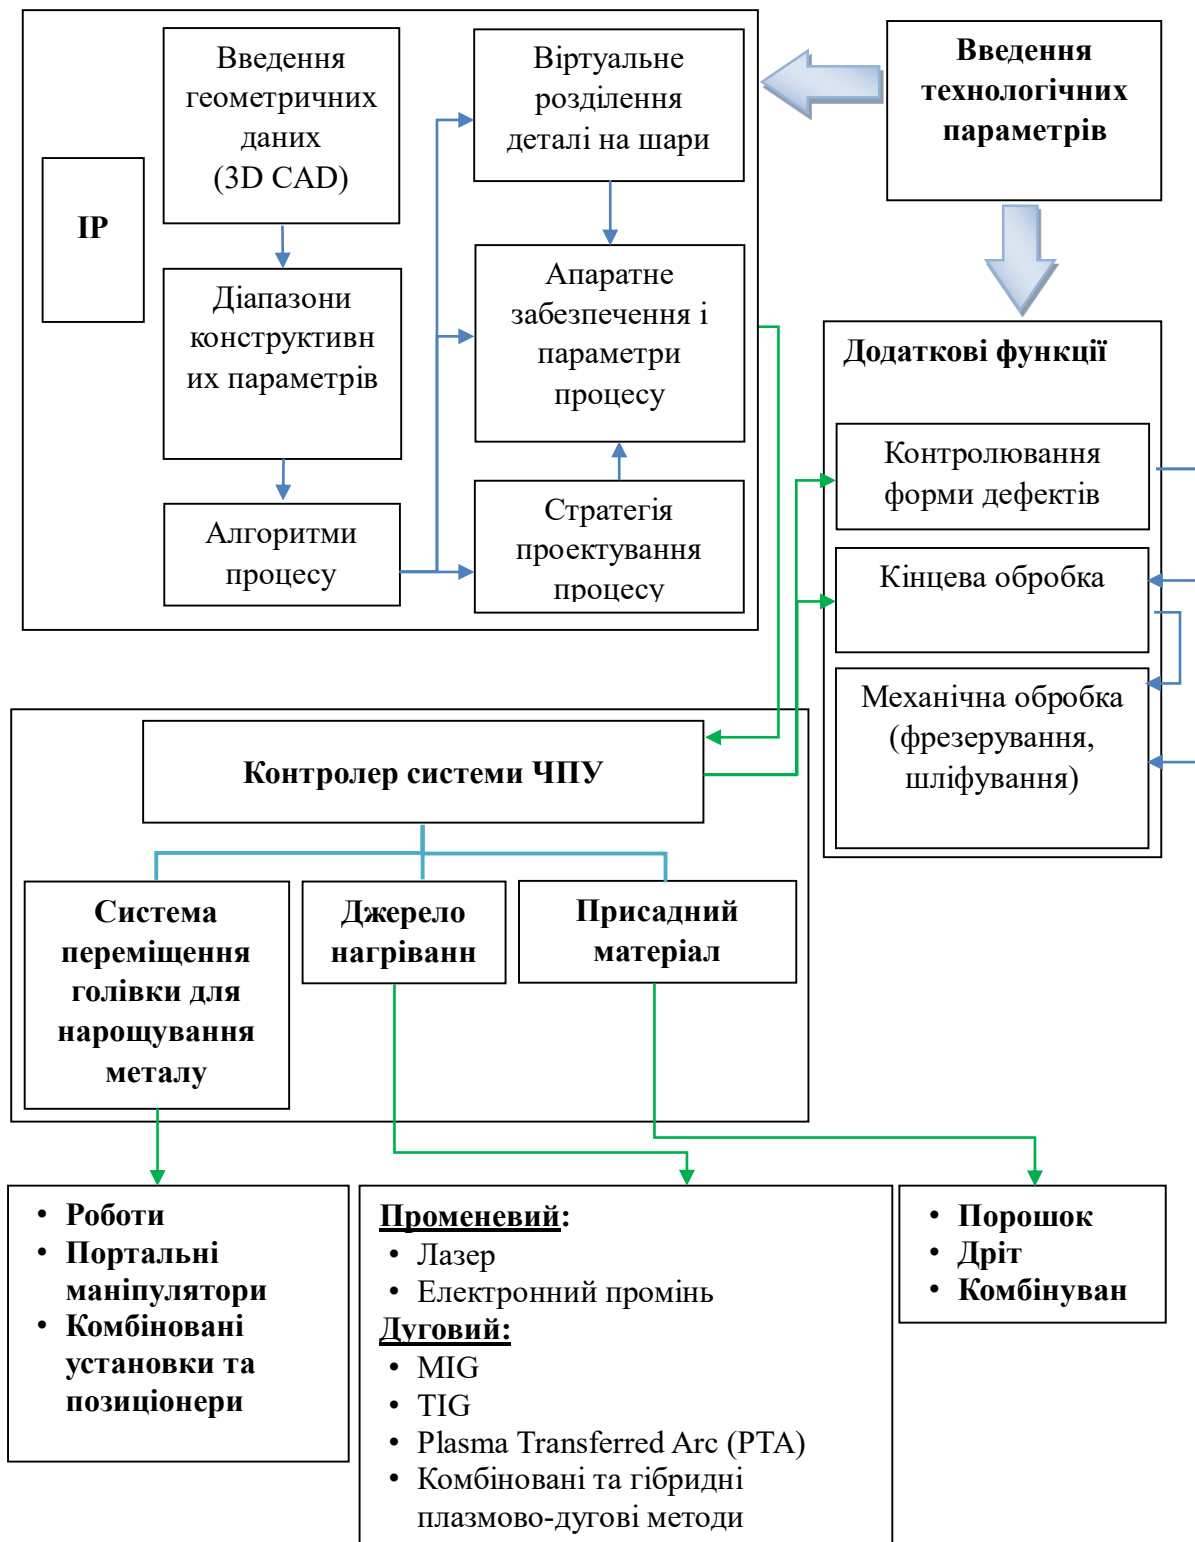 Введення
геометричних
даних
(3D CAD)
Віртуальне
розділення
деталі на шари
Введення
технологічних
параметрів
ІР
Діапазони
конструктивн
их параметрів
Апаратне
забезпечення і
параметри
процесу
Додаткові функції
Контролювання
форми дефектів
Алгоритми
процесу
Стратегія
проектування
процесу
Кінцева обробка
Механічна обробка
(фрезерування,
шліфування)
Контролер системи ЧПУ
Система
переміщення
голівки для
нарощування
металу
Джерело
нагріванн
Присадний
матеріал
• Роботи
• Портальні
маніпулятори
• Комбіновані
установки та
позиціонери
Променевий:
• Лазер
• Електронний промінь
Дуговий:
• MIG
• TIG
• Plasma Transferred Arc (PTA)
• Комбіновані та гібридні
плазмово-дугові методи
• Порошок
• Дріт
• Комбінуван